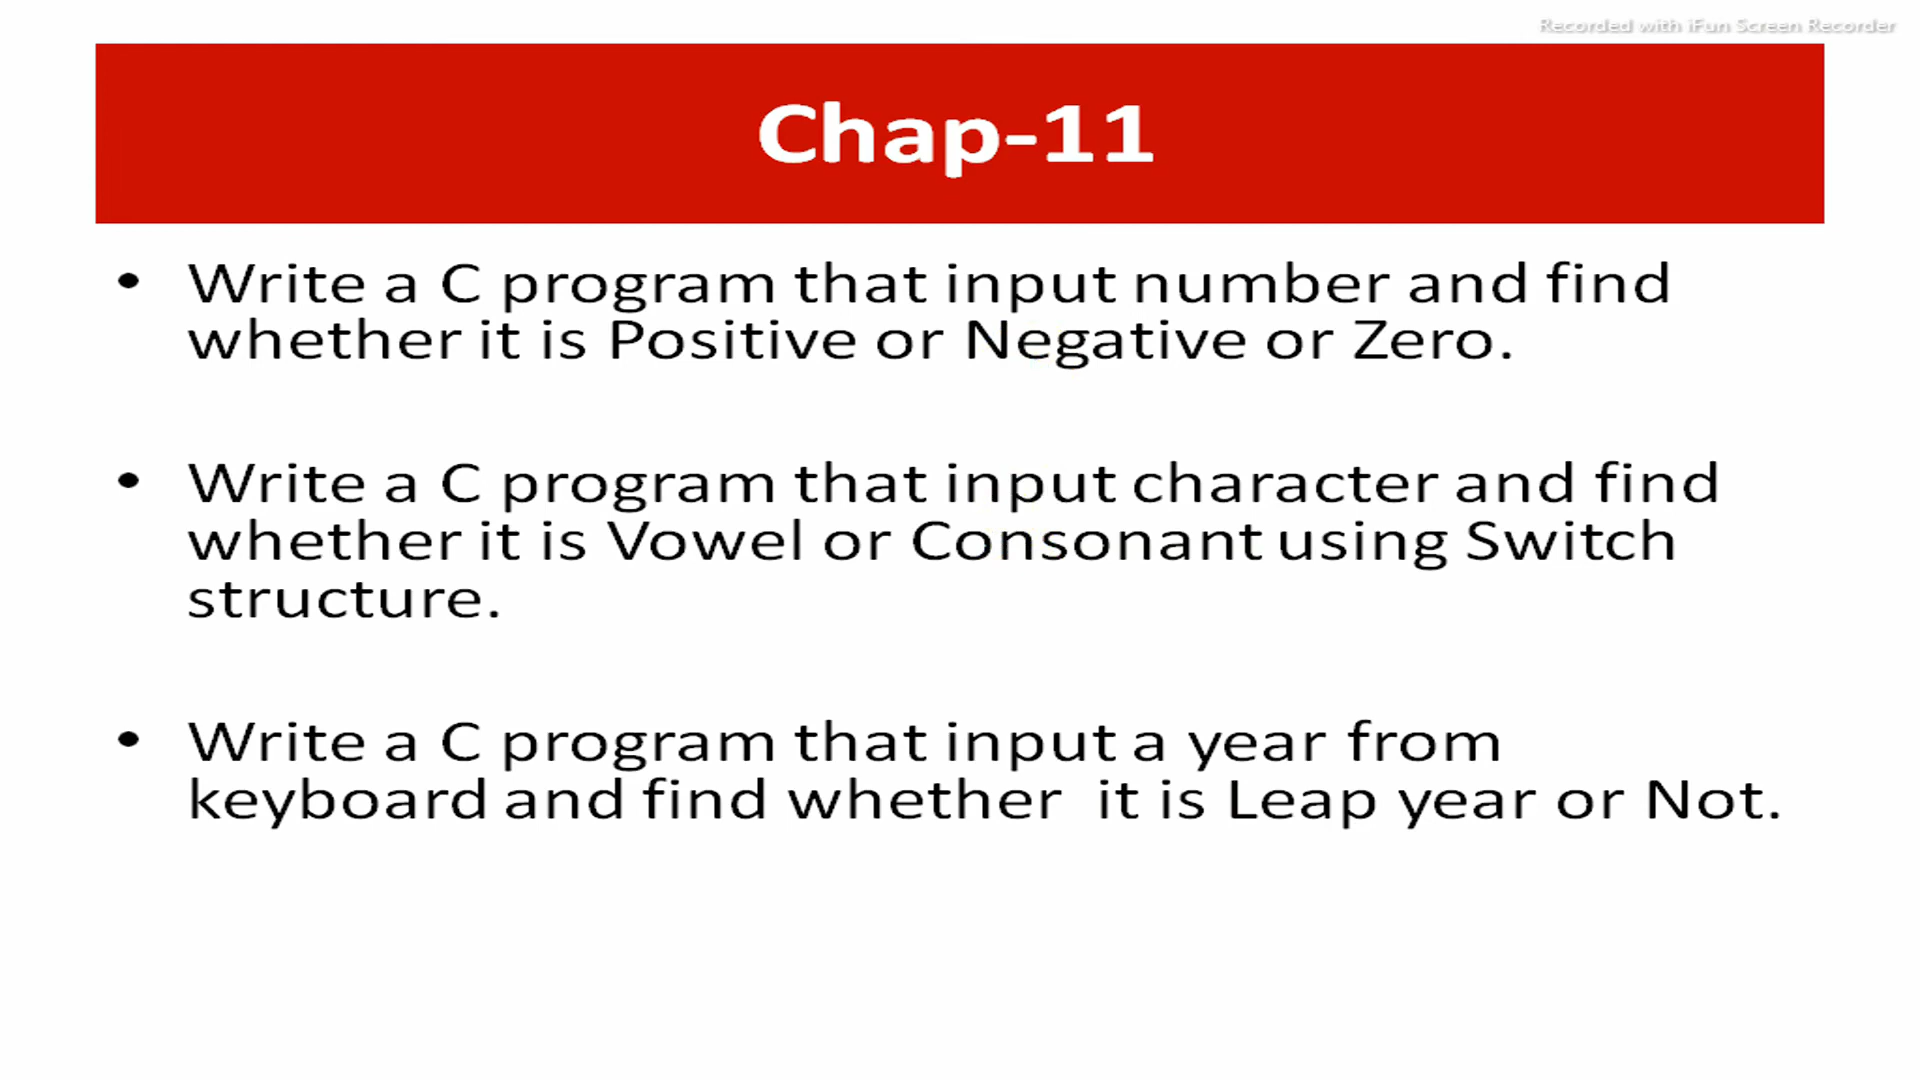 Recorded with iFun Screen Recorder
Chap-11
• Write a C program that input number and find
whether it is Positive or Negative or Zero.
• Write a C program that input character and find
whether it is Vowel or Consonant using Switch
structure.
• Write a C program that input a year from
keyboard and find whether it is Leap year or Not.